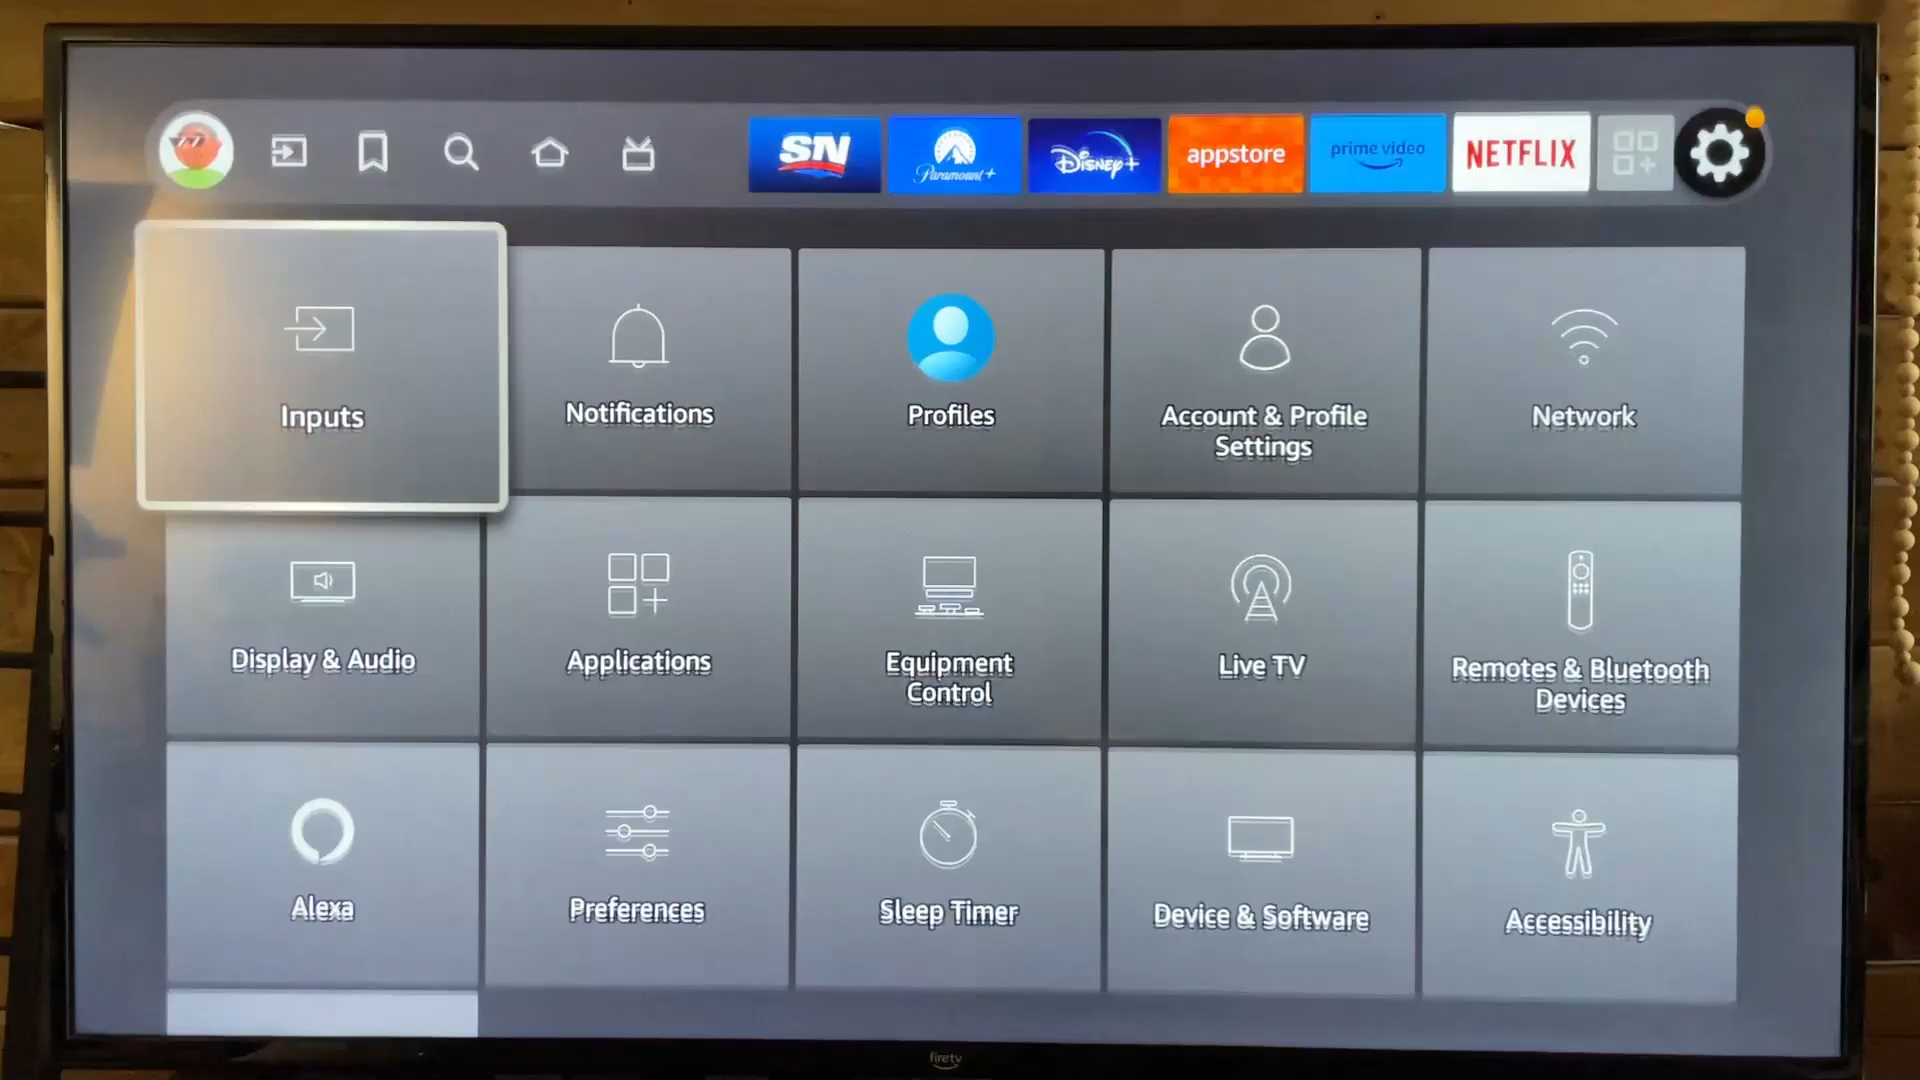 SN
Paramount+
Disney+
appstore
prime video
NETFLIX
Inputs
Notifications
Profiles
Account & Profile
Settings
Network
Display & Audio
Applications
Equipment
Control
Live TV
Remotes & Bluetooth
Devices
Alexa
Preferences
Sleep Timer
Device & Software
Accessibility
firetv